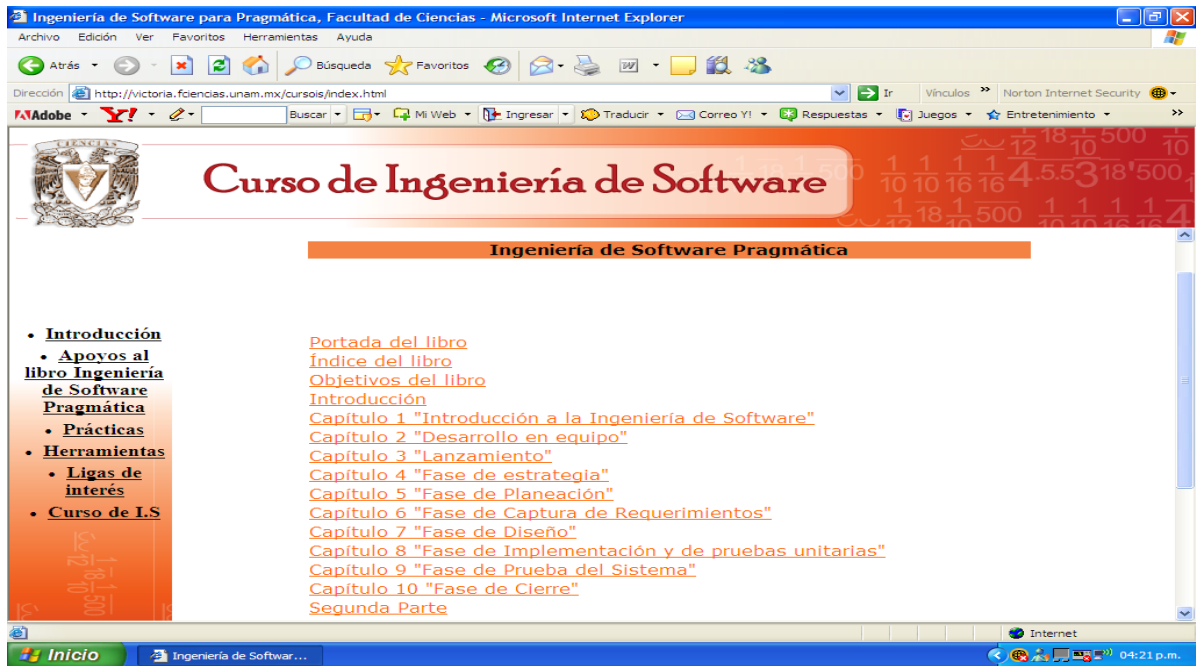 Ingeniería de Software para Pragmática, Facultad de Ciencias - Microsoft Internet Explorer
Archivo Edición Ver Favoritos Herramientas Ayuda
Atrás Búsqueda Favoritos
Dirección http://victoria.fciencias.unam.mx/cursois/index.html Ir Vínculos Norton Internet Security
Adobe Y! Buscar Mi Web Ingresar Traducir Correo Y! Respuestas Juegos Entretenimiento
CIENCIAS
Curso de Ingeniería de Software
Ingeniería de Software Pragmática
• Introducción
• Apoyos al
libro Ingeniería
de Software
Pragmática
• Prácticas
• Herramientas
• Ligas de
interés
• Curso de I.S
Portada del libro
Índice del libro
Objetivos del libro
Introducción
Capítulo 1 "Introducción a la Ingeniería de Software"
Capítulo 2 "Desarrollo en equipo"
Capítulo 3 "Lanzamiento"
Capítulo 4 "Fase de estrategia"
Capítulo 5 "Fase de Planeación"
Capítulo 6 "Fase de Captura de Requerimientos"
Capítulo 7 "Fase de Diseño"
Capítulo 8 "Fase de Implementación y de pruebas unitarias"
Capítulo 9 "Fase de Prueba del Sistema"
Capítulo 10 "Fase de Cierre"
Segunda Parte
Internet
Inicio Ingeniería de Softwar... 04:21 p.m.